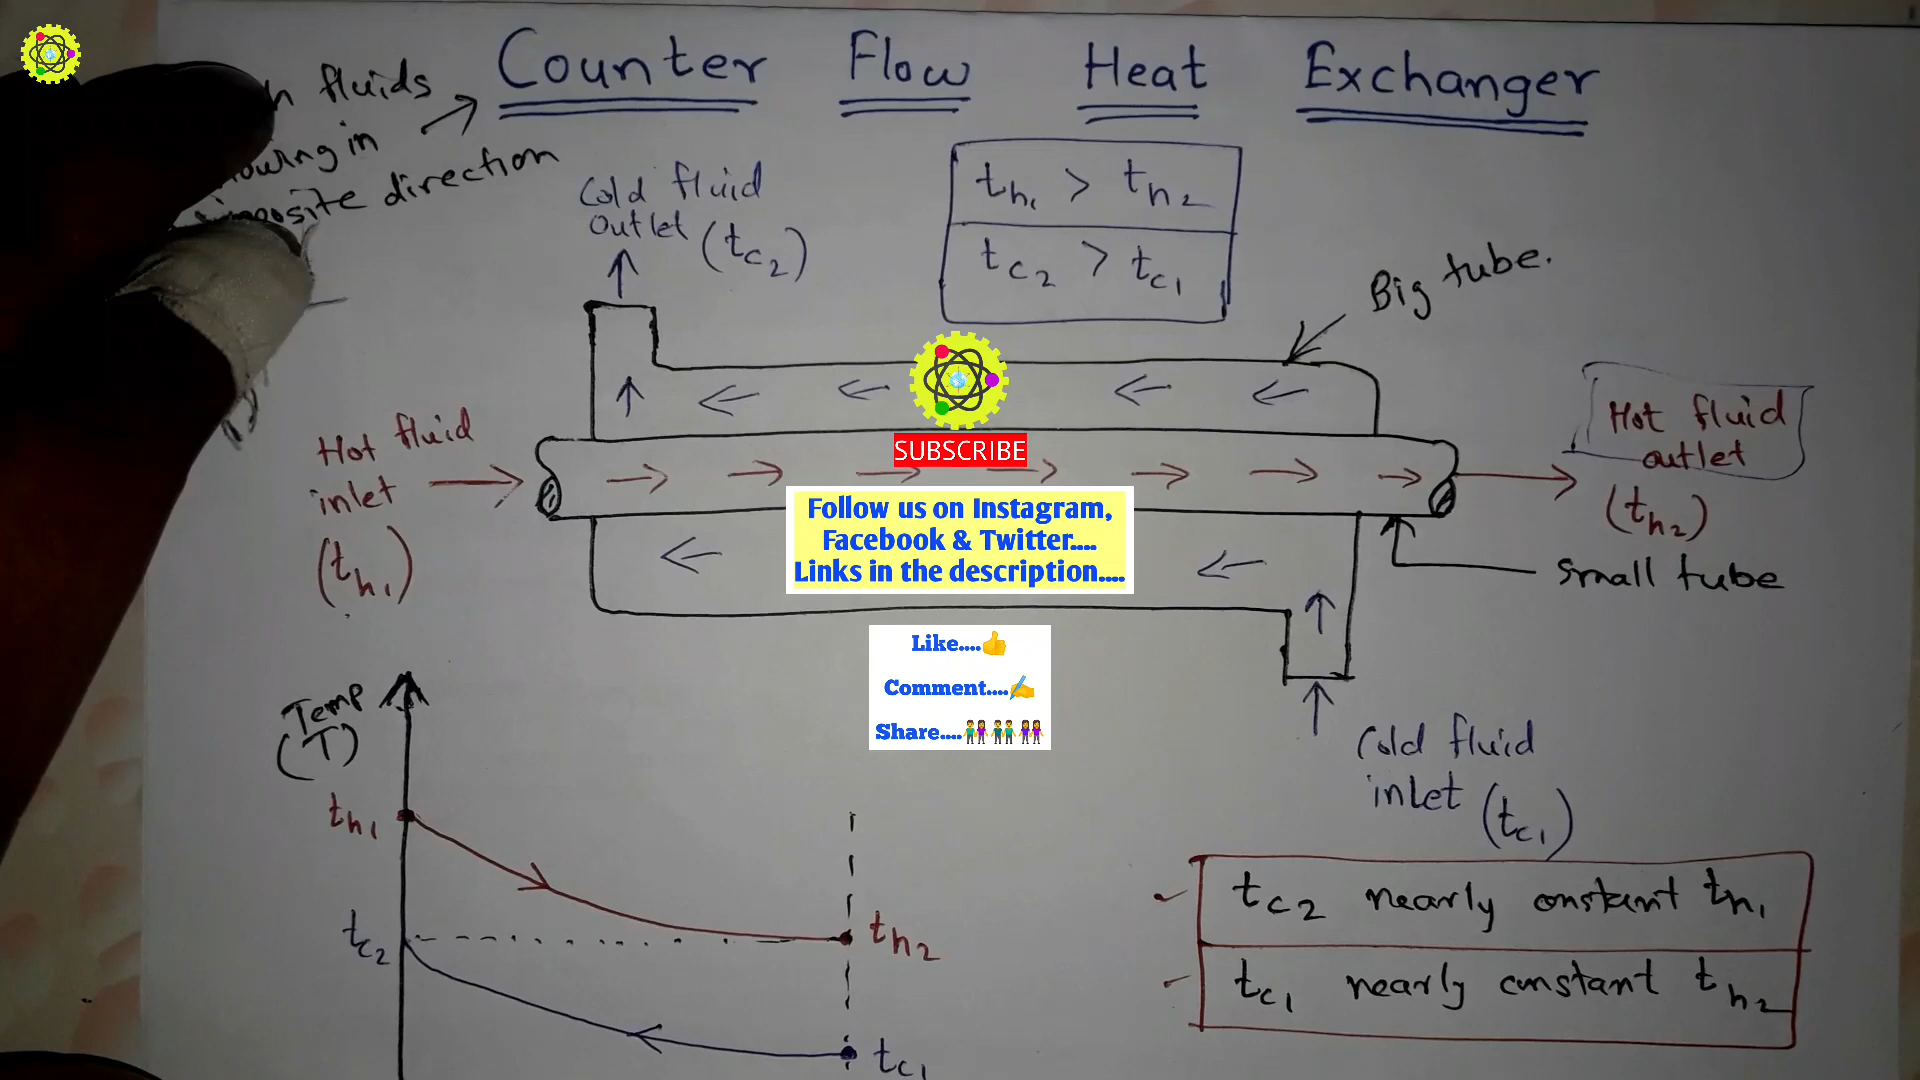 Counter Flow Heat Exchanger
fluids
in
direction
Cold fluid
outlet (tc2)
th1 > th2
tc2 > tc1
Big tube.
SUBSCRIBE
Hot fluid
inlet
(th1)
Hot fluid
outlet
(th2)
Follow us on Instagram,
Facebook & Twitter....
Links in the description....
Small tube
Like....👍
Comment....✍
Share....👫👬👭
Temp
(T)
Cold fluid
inlet (tc1)
th1
tc2
th2
tc1
tc2 nearly constant th1
tc1 nearly constant th2